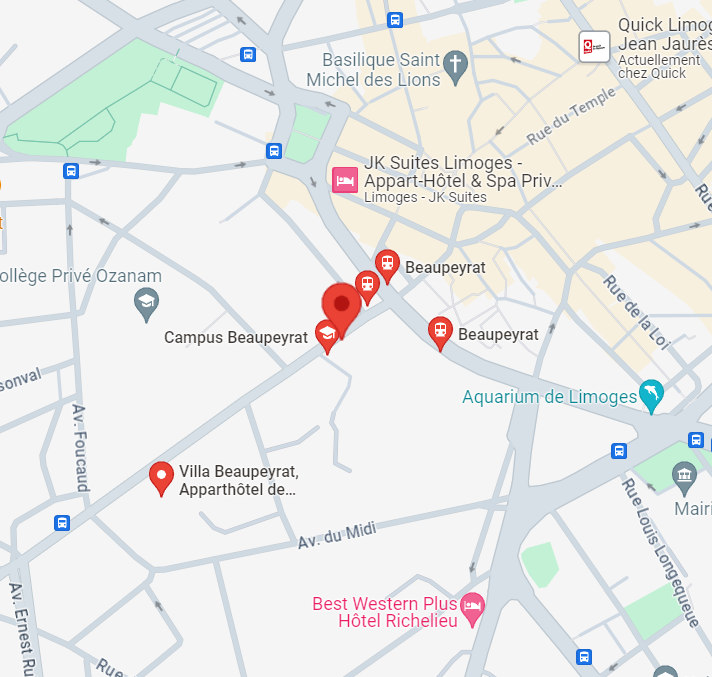 Quick Limog
Jean Jaurès
Actuellement
chez Quick
Basilique Saint
Michel des Lions
Rue du Temple
JK Suites Limoges -
Appart-Hôtel & Spa Priv...
Limoges - JK Suites
Rue
t
ollège Privé Ozanam
Beaupeyrat
Rue de la Loi
Campus Beaupeyrat
Beaupeyrat
sonval
Av. Foucaud
Aquarium de Limoges
Villa Beaupeyrat,
Apparthôtel de...
Mairi
Rue Louis Longequeue
Av. du Midi
Best Western Plus
Hôtel Richelieu
Av. Ernest Ru
Rue